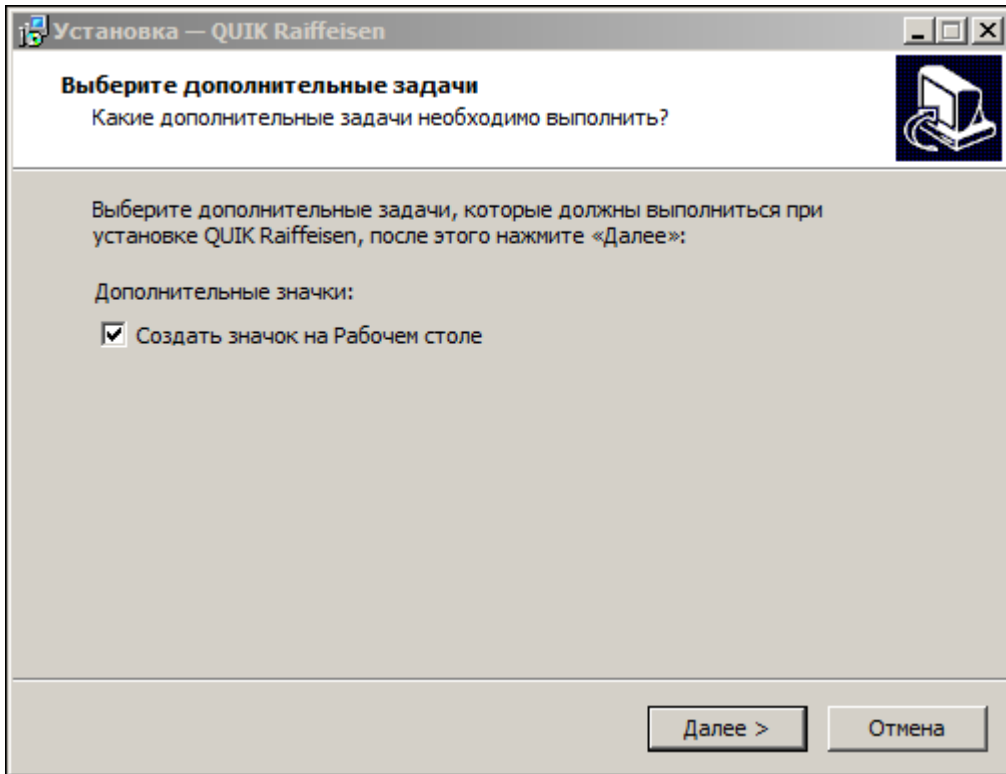 Установка — QUIK Raiffeisen
Выберите дополнительные задачи
Какие дополнительные задачи необходимо выполнить?
Выберите дополнительные задачи, которые должны выполниться при
установке QUIK Raiffeisen, после этого нажмите «Далее»:
Дополнительные значки:
Создать значок на Рабочем столе
Далее >
Отмена